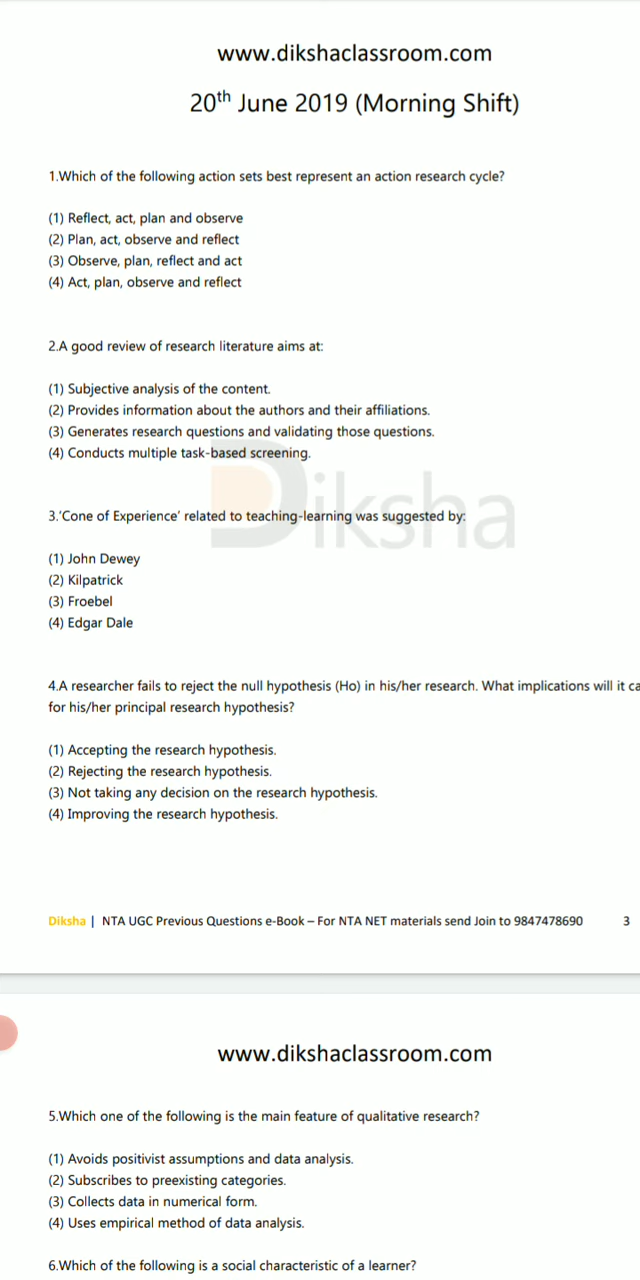 www.dikshaclassroom.com
20th June 2019 (Morning Shift)
1.Which of the following action sets best represent an action research cycle?
(1) Reflect, act, plan and observe
(2) Plan, act, observe and reflect
(3) Observe, plan, reflect and act
(4) Act, plan, observe and reflect
2.A good review of research literature aims at:
(1) Subjective analysis of the content.
(2) Provides information about the authors and their affiliations.
(3) Generates research questions and validating those questions.
(4) Conducts multiple task-based screening.
Diksha
3.‘Cone of Experience’ related to teaching-learning was suggested by:
(1) John Dewey
(2) Kilpatrick
(3) Froebel
(4) Edgar Dale
4.A researcher fails to reject the null hypothesis (Ho) in his/her research. What implications will it ca
for his/her principal research hypothesis?
(1) Accepting the research hypothesis.
(2) Rejecting the research hypothesis.
(3) Not taking any decision on the research hypothesis.
(4) Improving the research hypothesis.
Diksha | NTA UGC Previous Questions e-Book – For NTA NET materials send Join to 9847478690 3
www.dikshaclassroom.com
5.Which one of the following is the main feature of qualitative research?
(1) Avoids positivist assumptions and data analysis.
(2) Subscribes to preexisting categories.
(3) Collects data in numerical form.
(4) Uses empirical method of data analysis.
6.Which of the following is a social characteristic of a learner?